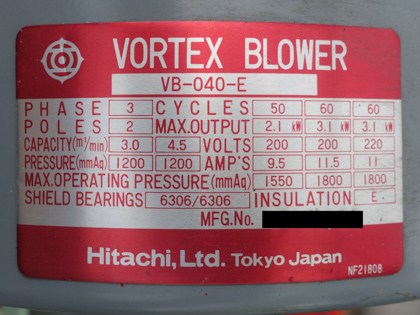 VORTEX BLOWER
VB-040-E
PHASE 3 CYCLES 50 60 60
POLES 2 MAX.OUTPUT 2.1 kW 3.1 kW 3.1 kW
CAPACITY(m³/min) 3.0 4.5 VOLTS 200 200 220
PRESSURE(mmAq) 1200 1200 AMP'S 9.5 11.5 11
MAX.OPERATING PRESSURE(mmAq) 1550 1800 1800
SHIELD BEARINGS 6306/6306 INSULATION E
MFG.No.
Hitachi, Ltd. Tokyo Japan
NF21808